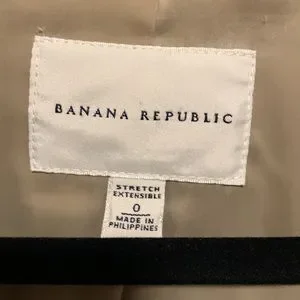 BANANA REPUBLIC
STRETCH
EXTENSIBLE
0
MADE IN
PHILIPPINES